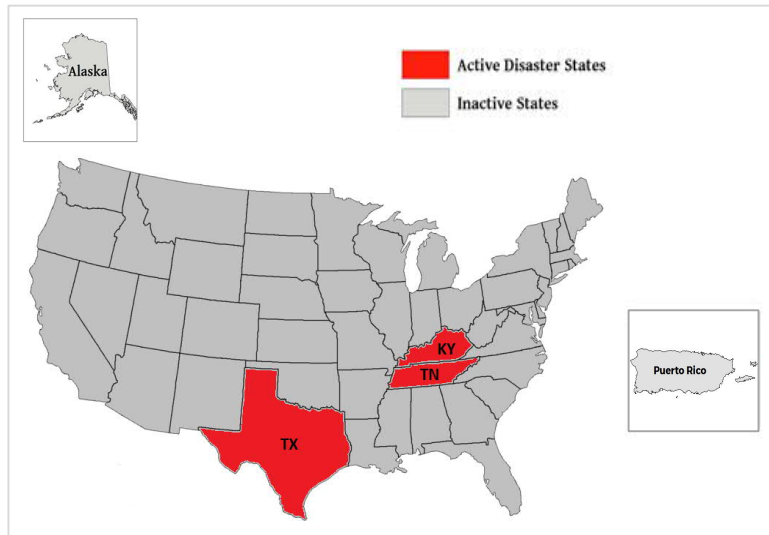 Alaska
Active Disaster States
Inactive States
KY
TN
Puerto Rico
TX